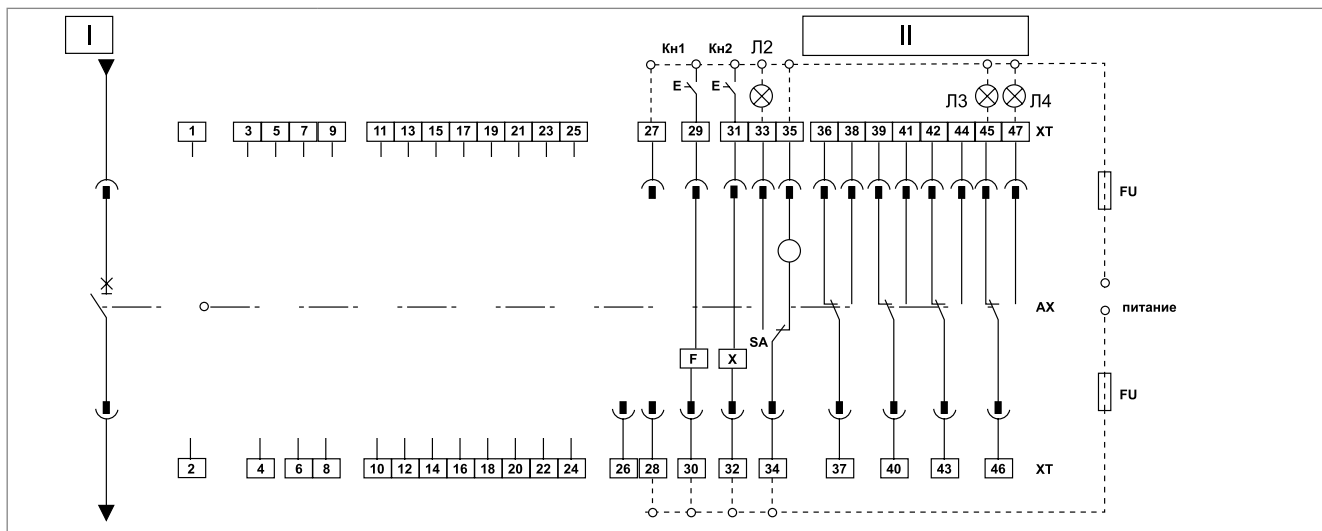 I
II
Кн1 Кн2 Л2
E E
Л3 Л4
1 3 5 7 9 11 13 15 17 19 21 23 25 27 29 31 33 35 36 38 39 41 42 44 45 47 XT
FU
AX питание
SA
F X
FU
2 4 6 8 10 12 14 16 18 20 22 24 26 28 30 32 34 37 40 43 46 XT